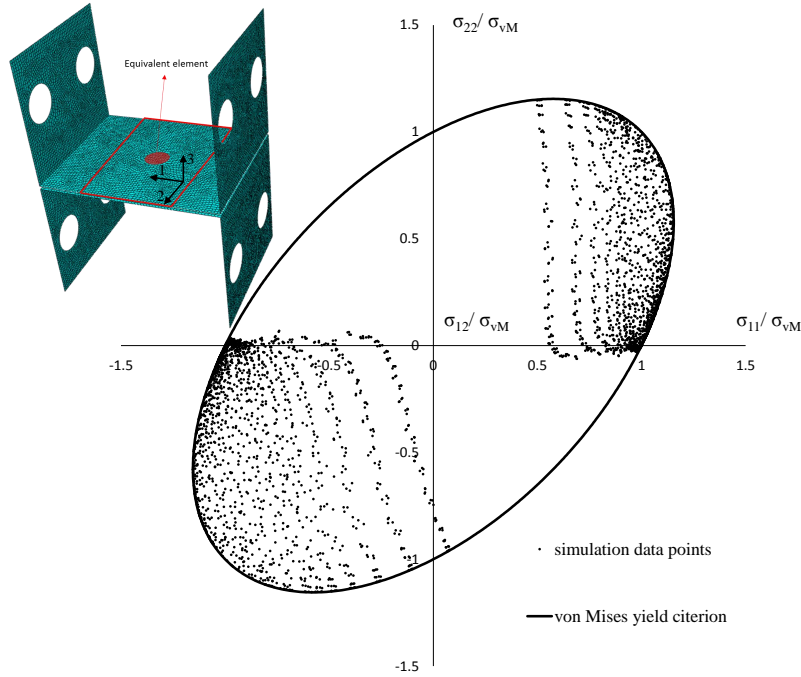 1.5
σ22/ σvM
Equivalent element
1
3
1
2
0.5
σ12/ σvM
σ11/ σvM
-1.5
-0.5
0
0
0.5
1
1.5
-0.5
-1
simulation data points
von Mises yield citerion
-1.5